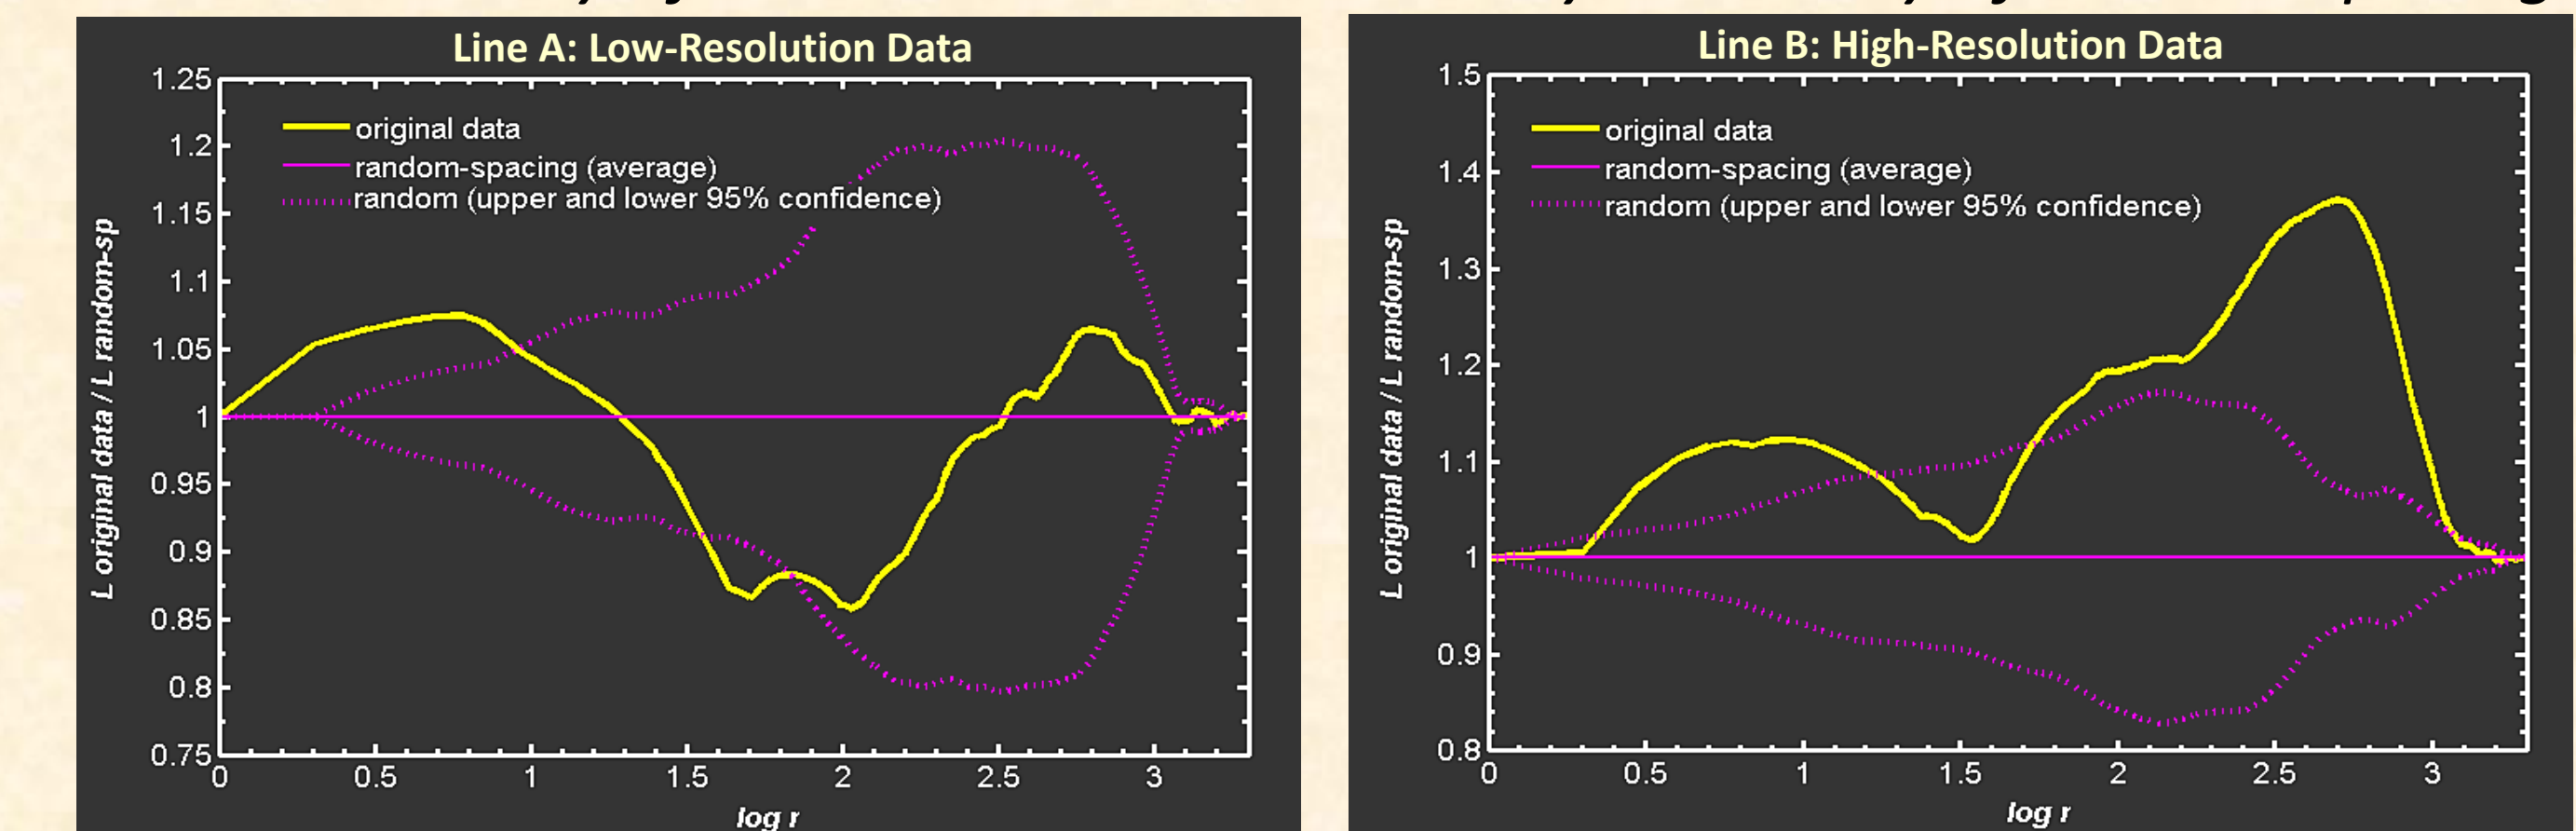 Line A: Low-Resolution Data
1.25
1.2
1.15
1.1
1.05
1
0.95
0.9
0.85
0.8
0.75
original data
random-spacing (average)
random (upper and lower 95% confidence)
L original data / L random-sp
0 0.5 1 1.5 2 2.5 3
log r
Line B: High-Resolution Data
1.5
1.4
1.3
1.2
1.1
1
0.9
0.8
original data
random-spacing (average)
random (upper and lower 95% confidence)
L original data / L random-sp
0 0.5 1 1.5 2 2.5 3
log r